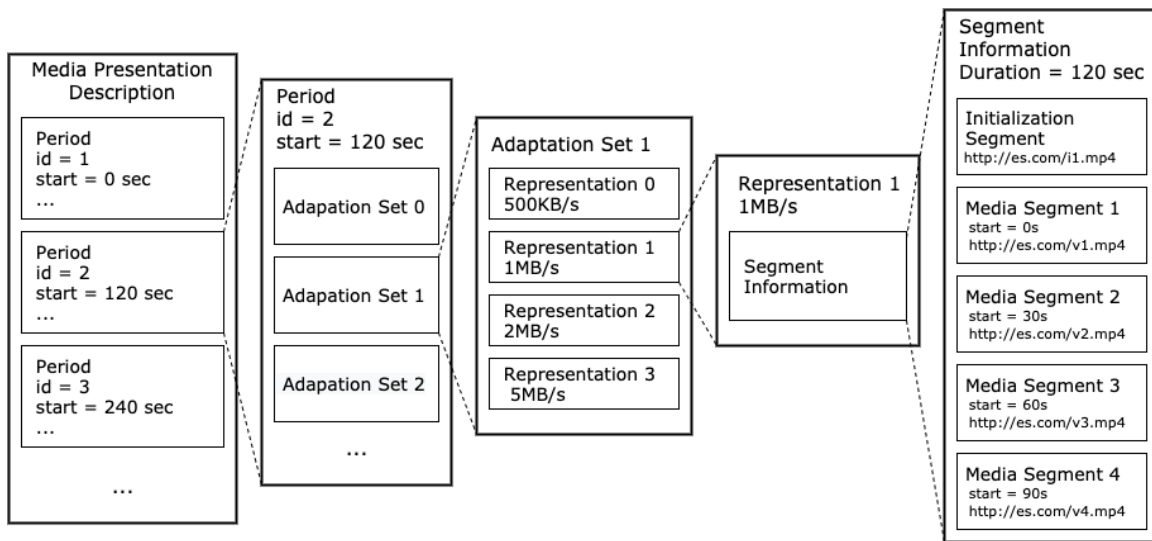 Media Presentation
Description
Period
id = 1
start = 0 sec
...
Period
id = 2
start = 120 sec
...
Period
id = 3
start = 240 sec
...
...
Period
id = 2
start = 120 sec
Adapation Set 0
Adapation Set 1
Adapation Set 2
...
Adaptation Set 1
Representation 0
500KB/s
Representation 1
1MB/s
Representation 2
2MB/s
Representation 3
5MB/s
Representation 1
1MB/s
Segment
Information
Segment
Information
Duration = 120 sec
Initialization
Segment
http://es.com/i1.mp4
Media Segment 1
start = 0s
http://es.com/v1.mp4
Media Segment 2
start = 30s
http://es.com/v2.mp4
Media Segment 3
start = 60s
http://es.com/v3.mp4
Media Segment 4
start = 90s
http://es.com/v4.mp4